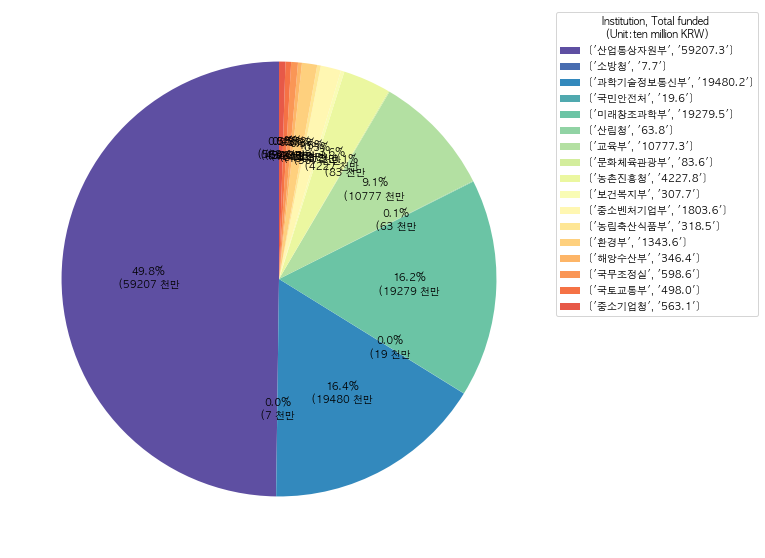 Institution, Total funded
(Unit:ten million KRW)
['산업통상자원부', '59207.3']
['소방청', '7.7']
['과학기술정보통신부', '19480.2']
['국민안전처', '19.6']
['미래창조과학부', '19279.5']
['산림청', '63.8']
['교육부', '10777.3']
['문화체육관광부', '83.6']
['농촌진흥청', '4227.8']
['보건복지부', '307.7']
['중소벤처기업부', '1803.6']
['농림축산식품부', '318.5']
['환경부', '1343.6']
['해양수산부', '346.4']
['국무조정실', '598.6']
['국토교통부', '498.0']
['중소기업청', '563.1']
(83 천만
9.1%
(10777 천만
0.1%
(63 천만
49.8%
(59207 천만
16.2%
(19279 천만
0.0%
(19 천만
16.4%
(19480 천만
0.0%
(7 천만